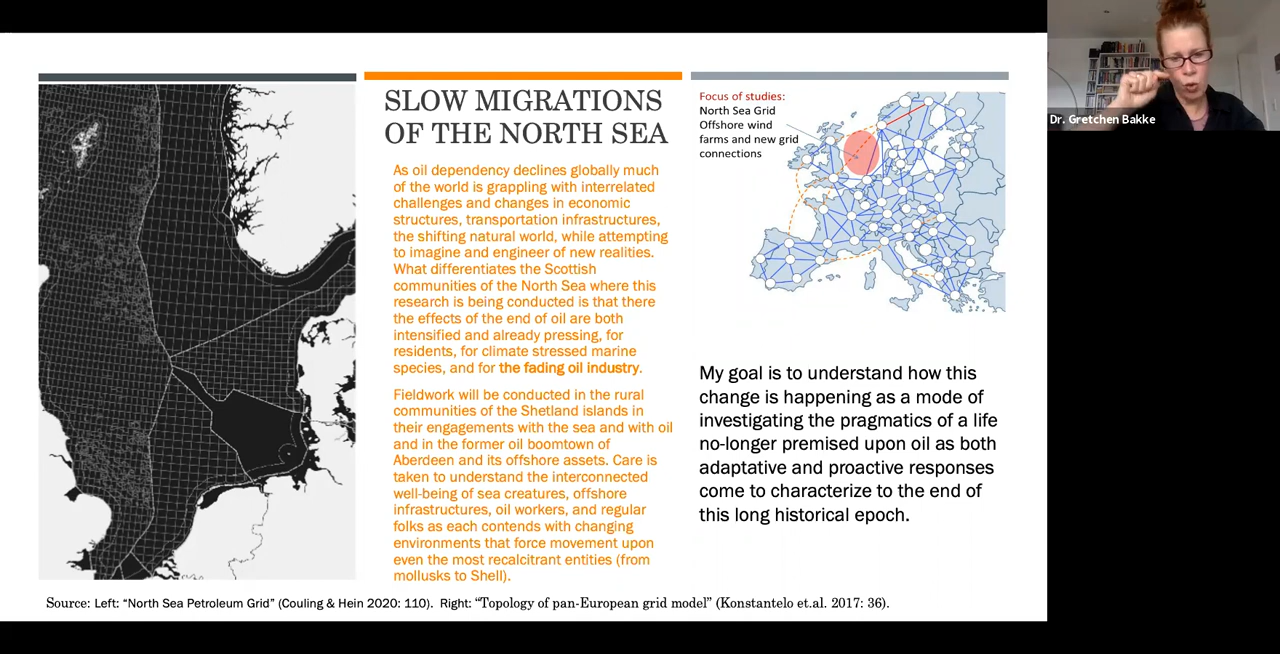 SLOW MIGRATIONS
OF THE NORTH SEA
As oil dependency declines globally much
of the world is grappling with interrelated
challenges and changes in economic
structures, transportation infrastructures,
the shifting natural world, while attempting
to imagine and engineer of new realities.
What differentiates the Scottish
communities of the North Sea where this
research is being conducted is that there
the effects of the end of oil are both
intensified and already pressing, for
residents, for climate stressed marine
species, and for the fading oil industry.
Fieldwork will be conducted in the rural
communities of the Shetland islands in
their engagements with the sea and with oil
and in the former oil boomtown of
Aberdeen and its offshore assets. Care is
taken to understand the interconnected
well-being of sea creatures, offshore
infrastructures, oil workers, and regular
folks as each contends with changing
environments that force movement upon
even the most recalcitrant entities (from
mollusks to Shell).
Focus of studies:
North Sea Grid
Offshore wind
farms and new grid
connections
My goal is to understand how this
change is happening as a mode of
investigating the pragmatics of a life
no-longer premised upon oil as both
adaptative and proactive responses
come to characterize to the end of
this long historical epoch.
Source: Left: “North Sea Petroleum Grid” (Couling & Hein 2020: 110). Right: “Topology of pan-European grid model” (Konstantelo et.al. 2017: 36).
Dr. Gretchen Bakke